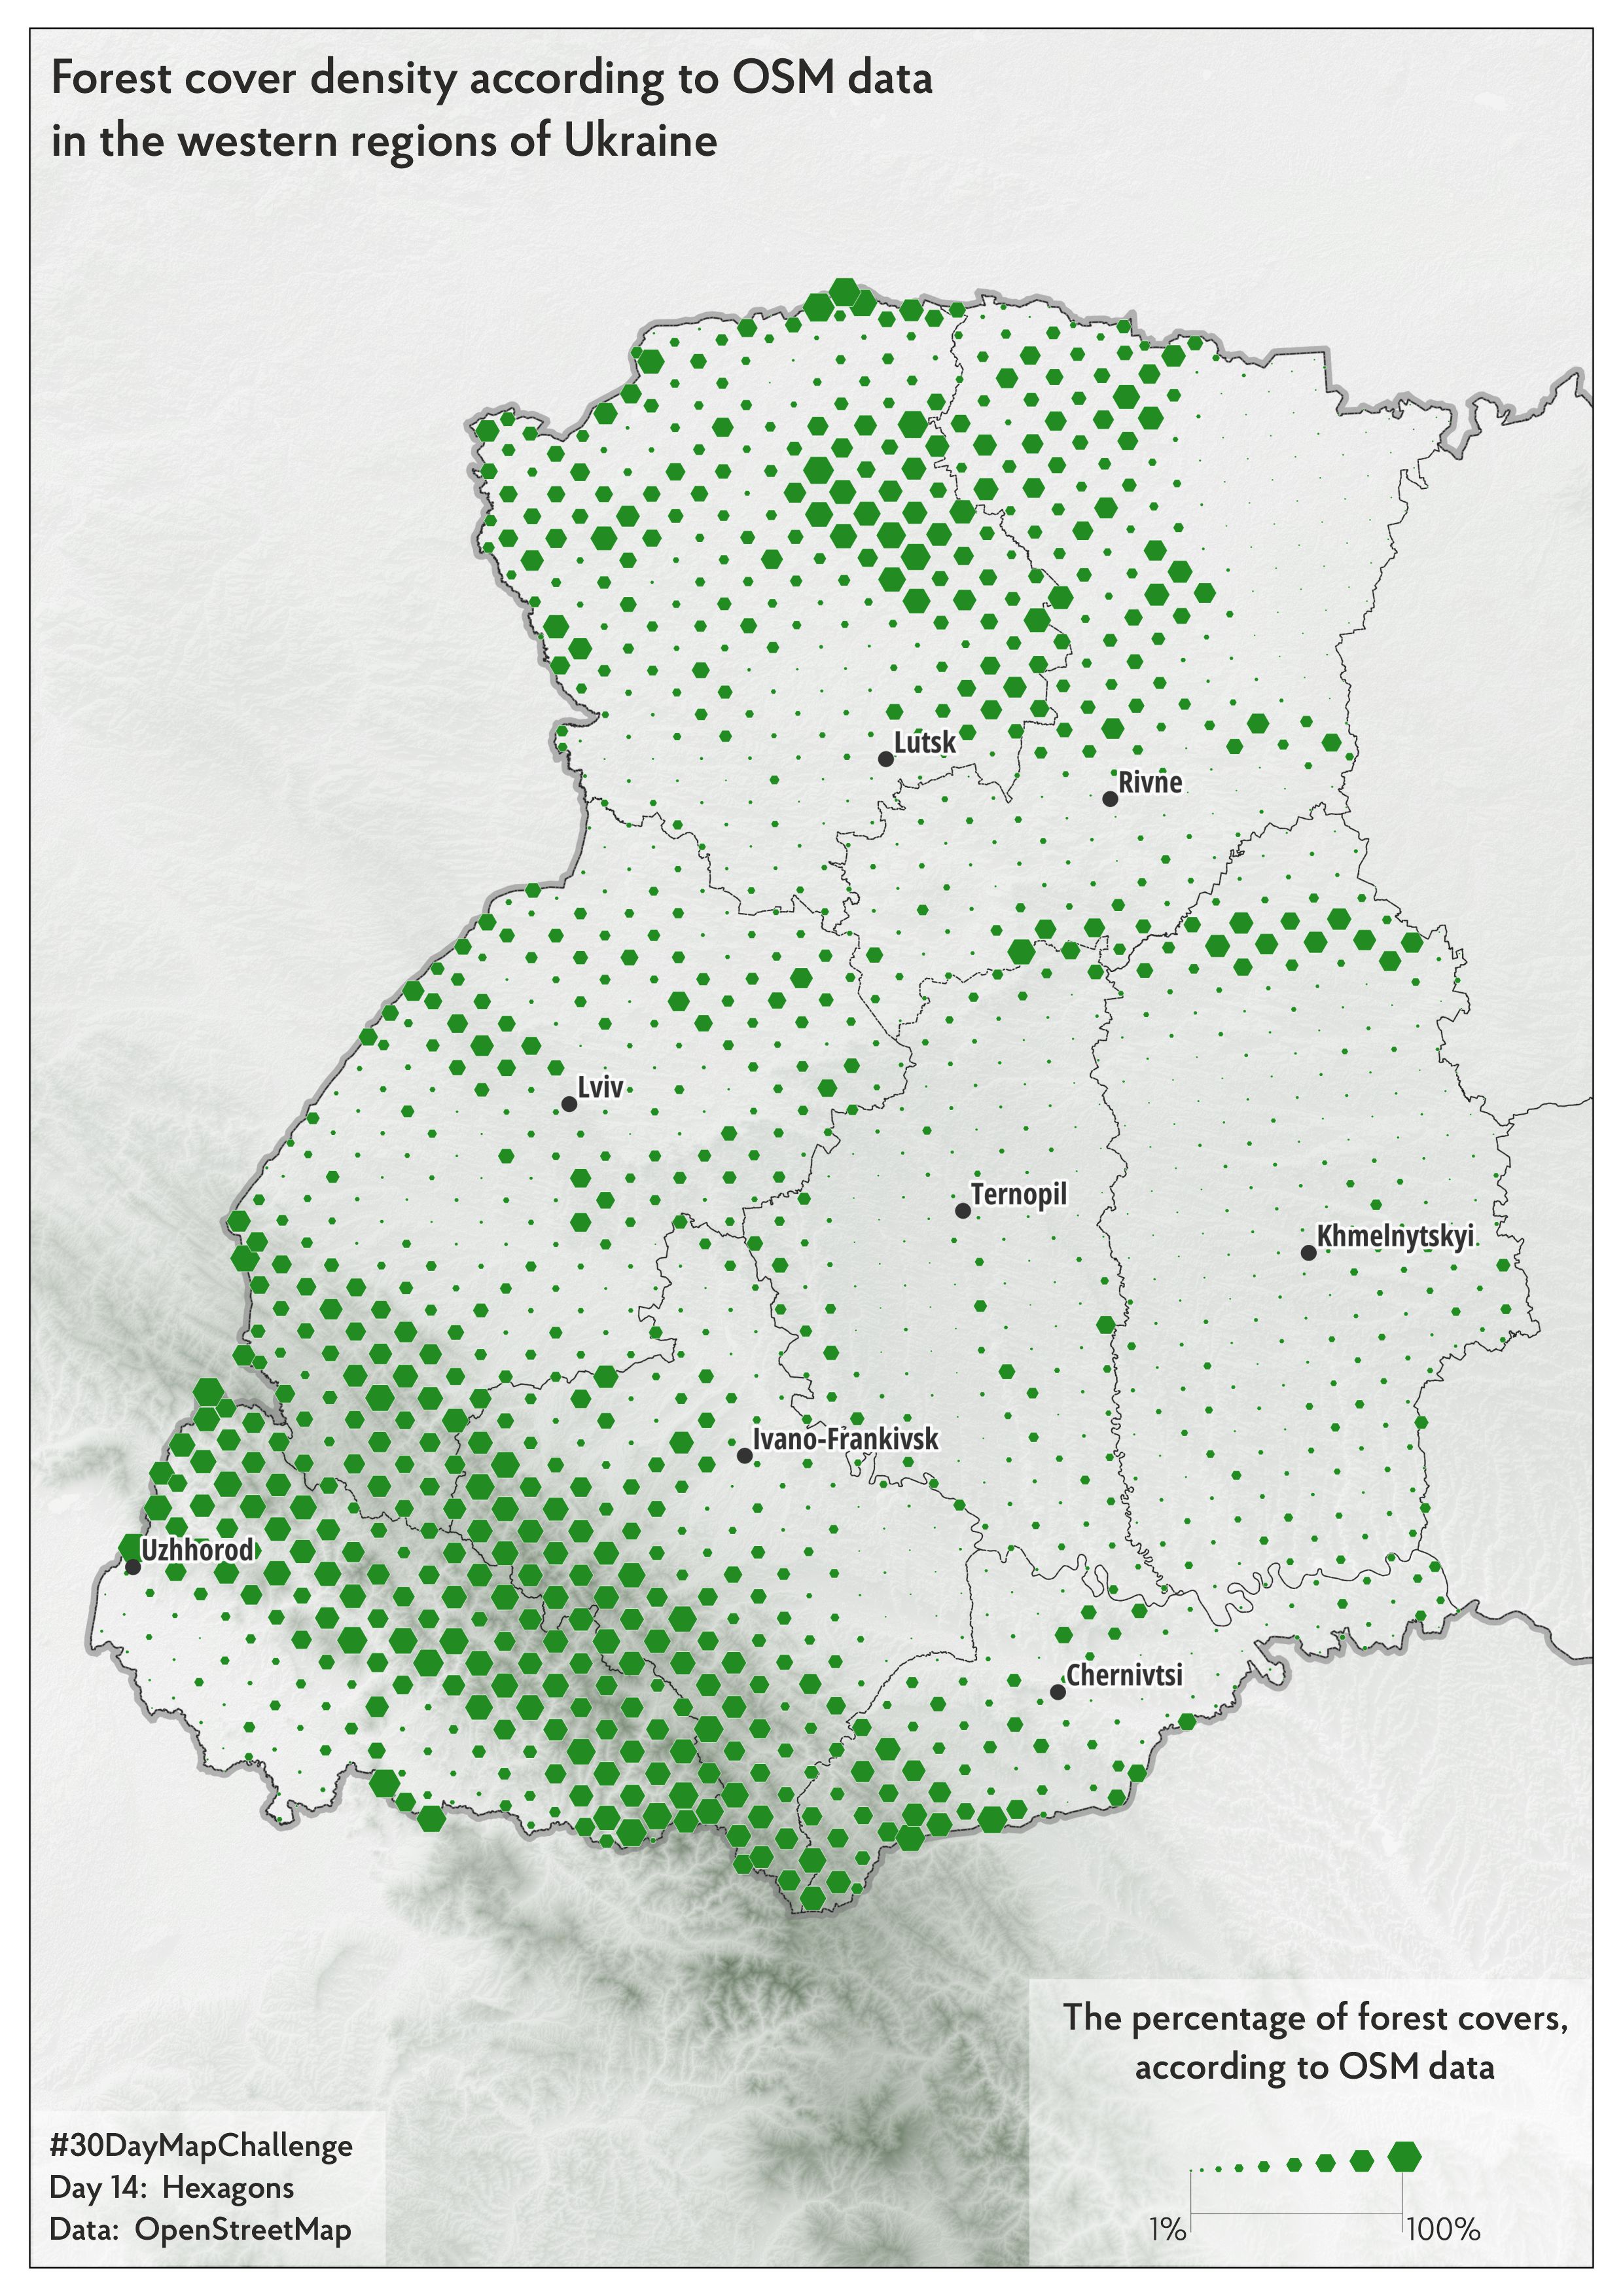 Forest cover density according to OSM data
in the western regions of Ukraine
Lutsk
Rivne
Lviv
Ternopil
Khmelnytskyi
Ivano-Frankivsk
Uzhhorod
Chernivtsi
The percentage of forest covers,
according to OSM data
1%
100%
#30DayMapChallenge
Day 14: Hexagons
Data: OpenStreetMap